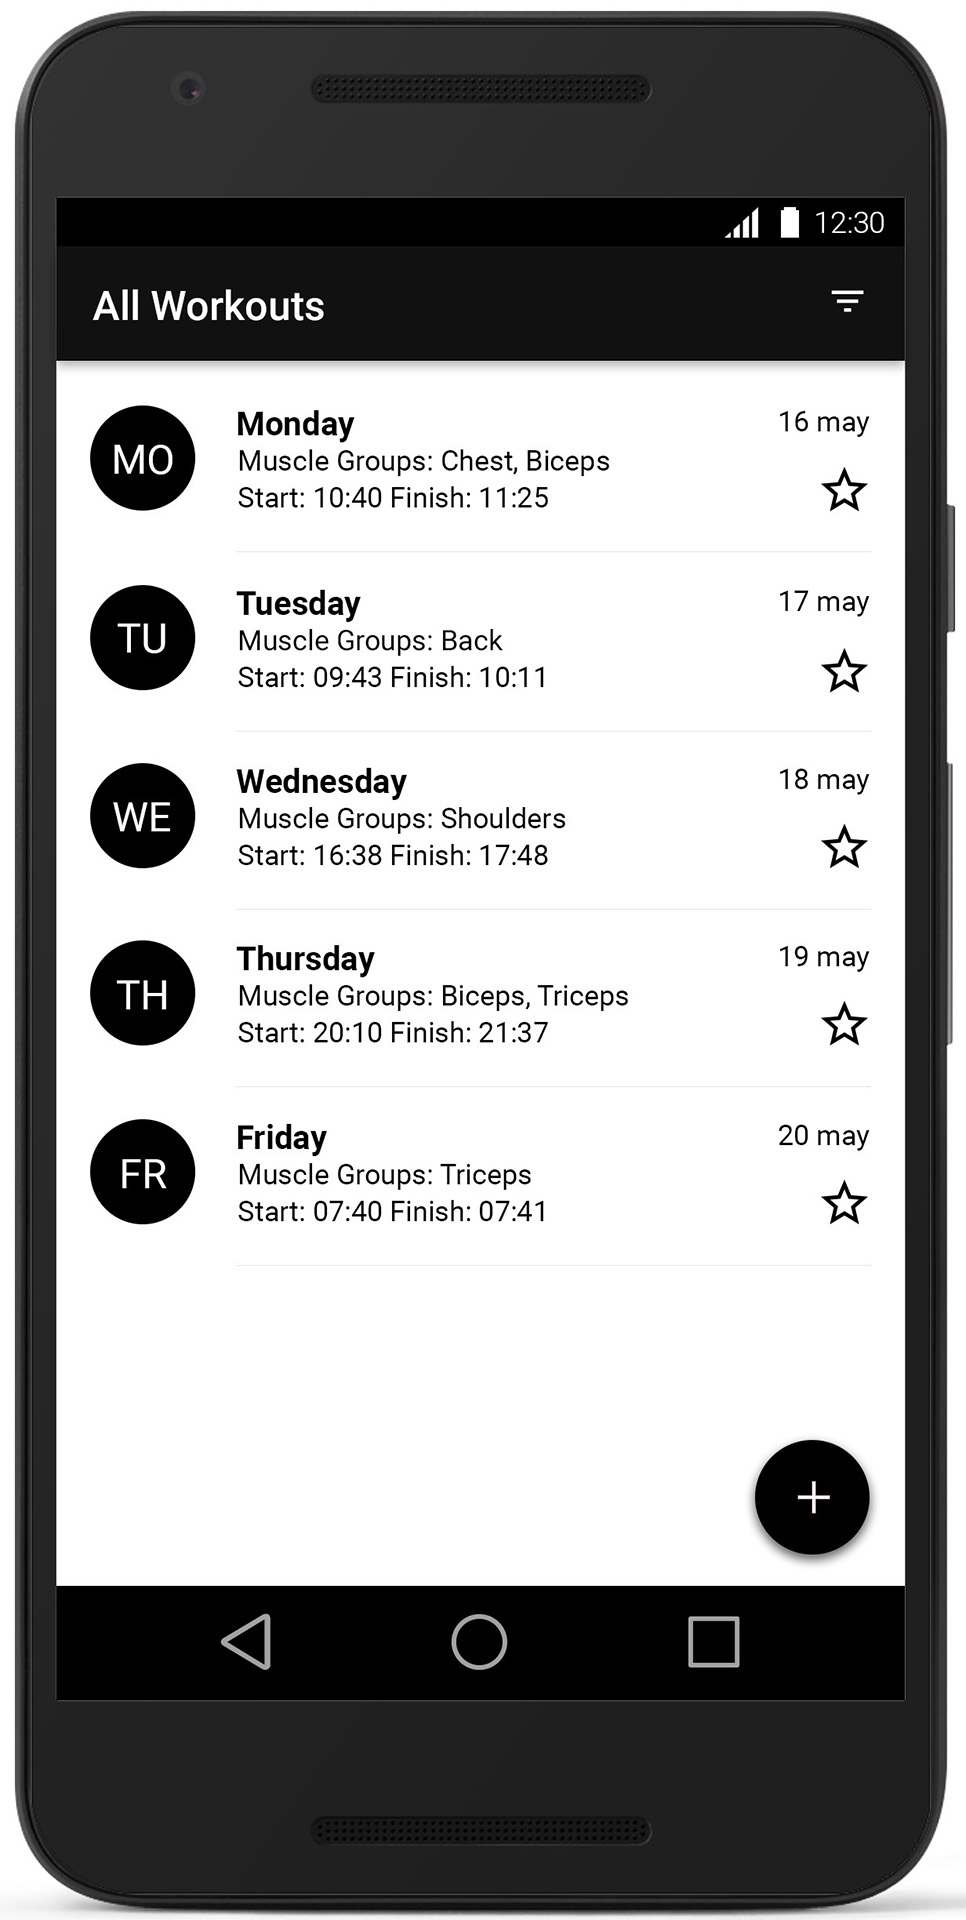 12:30
All Workouts
MO
Monday
16 may
Muscle Groups: Chest, Biceps
Start: 10:40 Finish: 11:25
TU
Tuesday
17 may
Muscle Groups: Back
Start: 09:43 Finish: 10:11
WE
Wednesday
18 may
Muscle Groups: Shoulders
Start: 16:38 Finish: 17:48
TH
Thursday
19 may
Muscle Groups: Biceps, Triceps
Start: 20:10 Finish: 21:37
FR
Friday
20 may
Muscle Groups: Triceps
Start: 07:40 Finish: 07:41